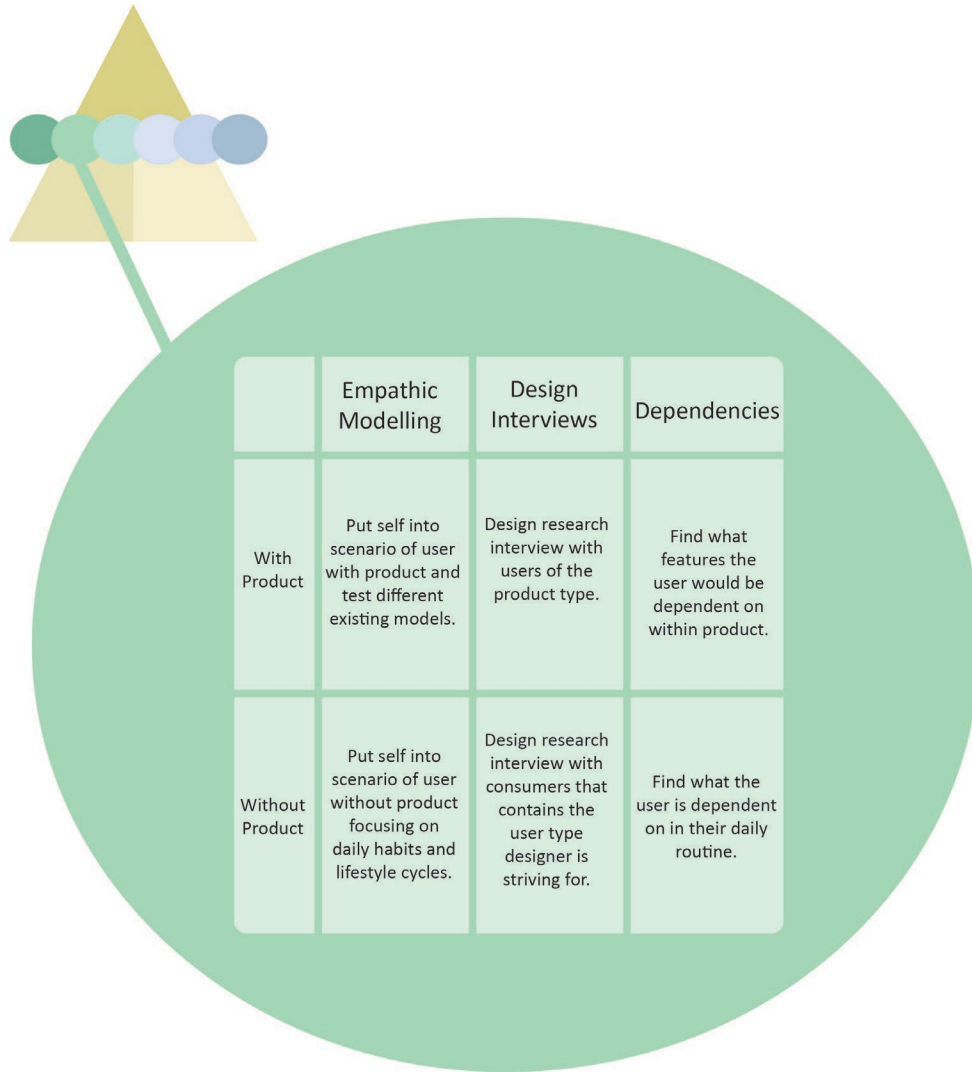 Empathic
Modelling
Design
Interviews
Dependencies
With
Product
Put self into
scenario of user
with product and
test different
existing models.
Design research
interview with
users of the
product type.
Find what
features the
user would be
dependent on
within product.
Without
Product
Put self into
scenario of user
without product
focusing on
daily habits and
lifestyle cycles.
Design research
interview with
consumers that
contains the
user type
designer is
striving for.
Find what the
user is dependent
on in their daily
routine.